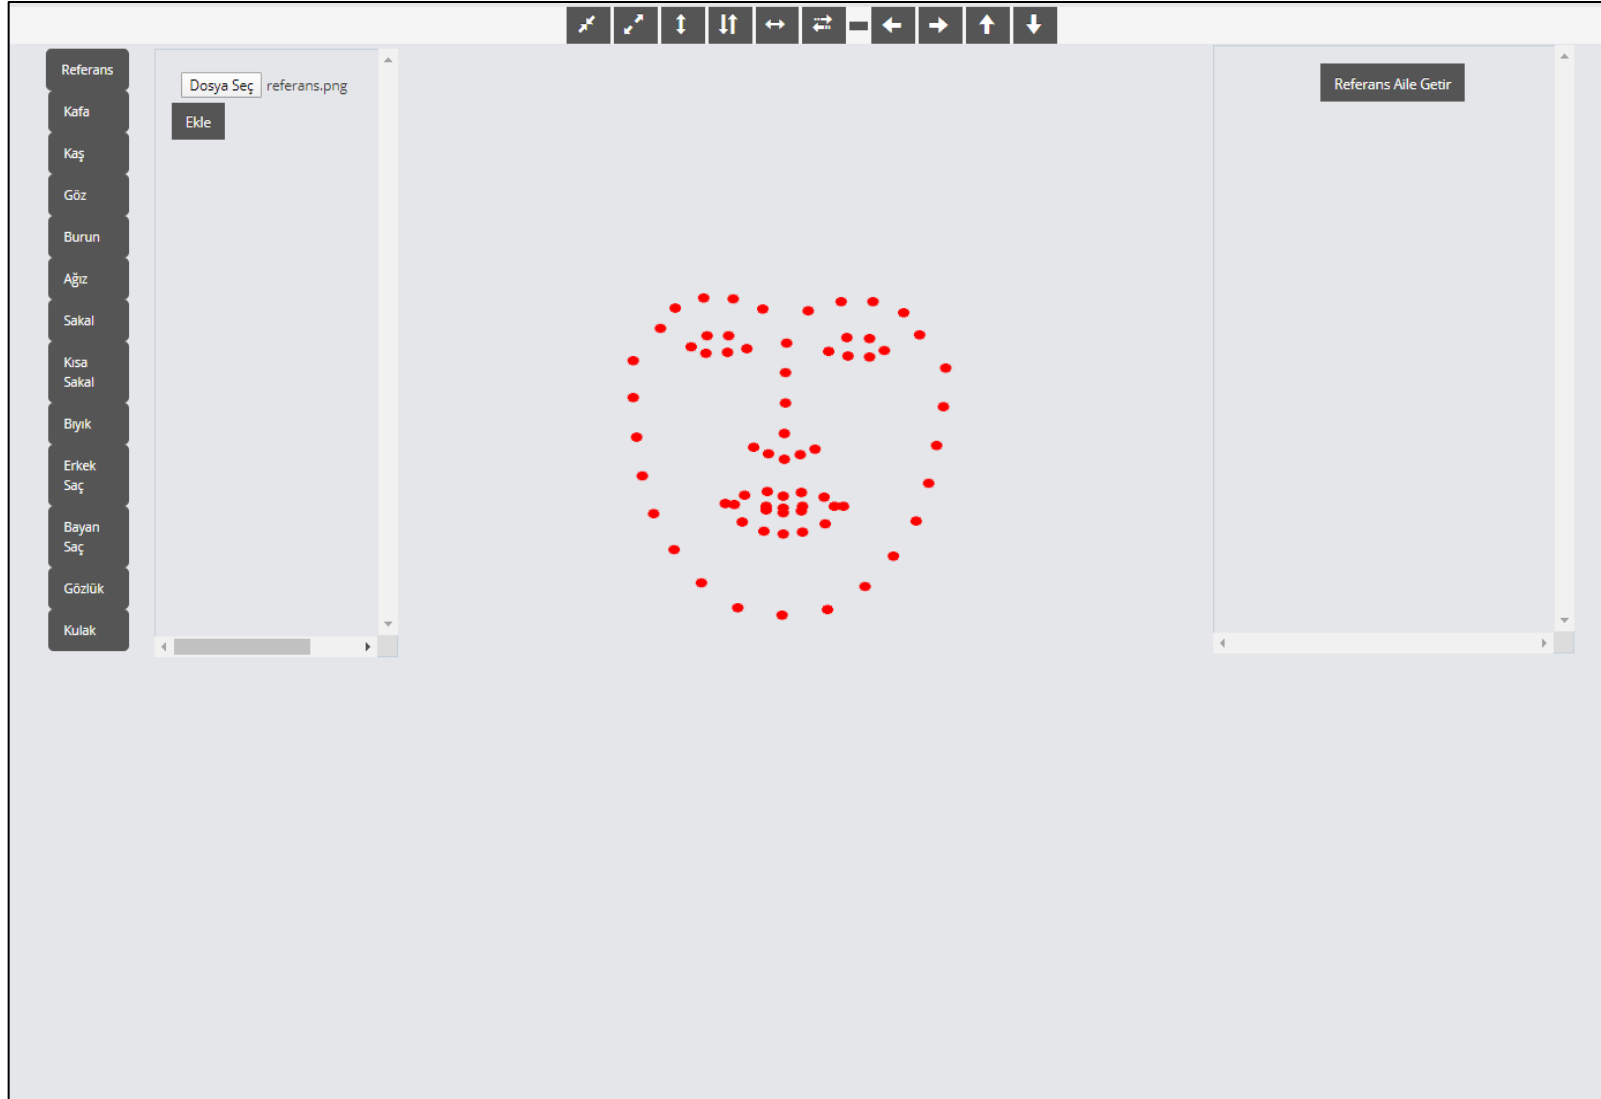 Referans
Kafa
Kaş
Göz
Burun
Ağız
Sakal
Kısa
Sakal
Bıyık
Erkek
Saç
Bayan
Saç
Gözlük
Kulak
Dosya Seç referans.png
Ekle
Referans Aile Getir